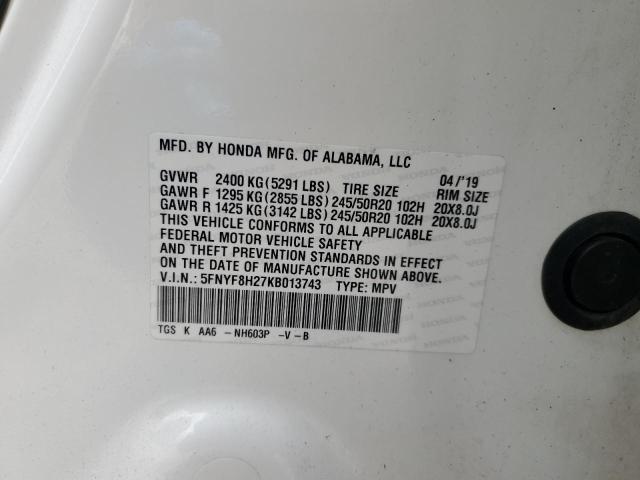 MFD. BY HONDA MFG. OF ALABAMA, LLC
04/'19
GVWR 2400 KG(5291 LBS) TIRE SIZE RIM SIZE
GAWR F 1295 KG(2855 LBS)245/50R20 102H 20X8.0J
GAWR R 1425 KG(3142 LBS)245/50R20 102H 20X8.0J
THIS VEHICLE CONFORMS TO ALL APPLICABLE
FEDERAL MOTOR VEHICLE SAFETY
AND THEFT PREVENTION STANDARDS IN EFFECT
ON THE DATE OF MANUFACTURE SHOWN ABOVE.
V.I.N.: 5FNYF8H27KB013743 TYPE: MPV
TGS K AA6 -NH603P -V-B